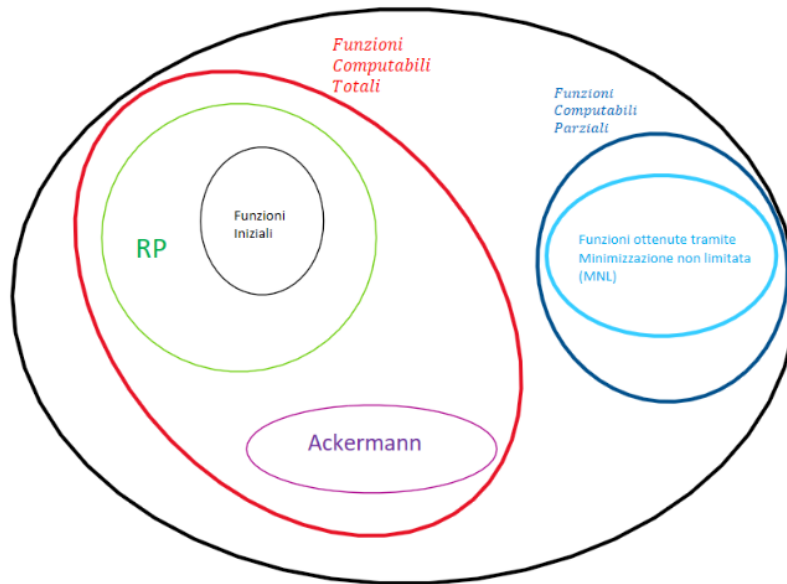 Funzioni
Computabili
Totali
Funzioni
Computabili
Parziali
Funzioni
Iniziali
RP
Funzioni ottenute tramite
Minimizzazione non limitata
(MNL)
Ackermann